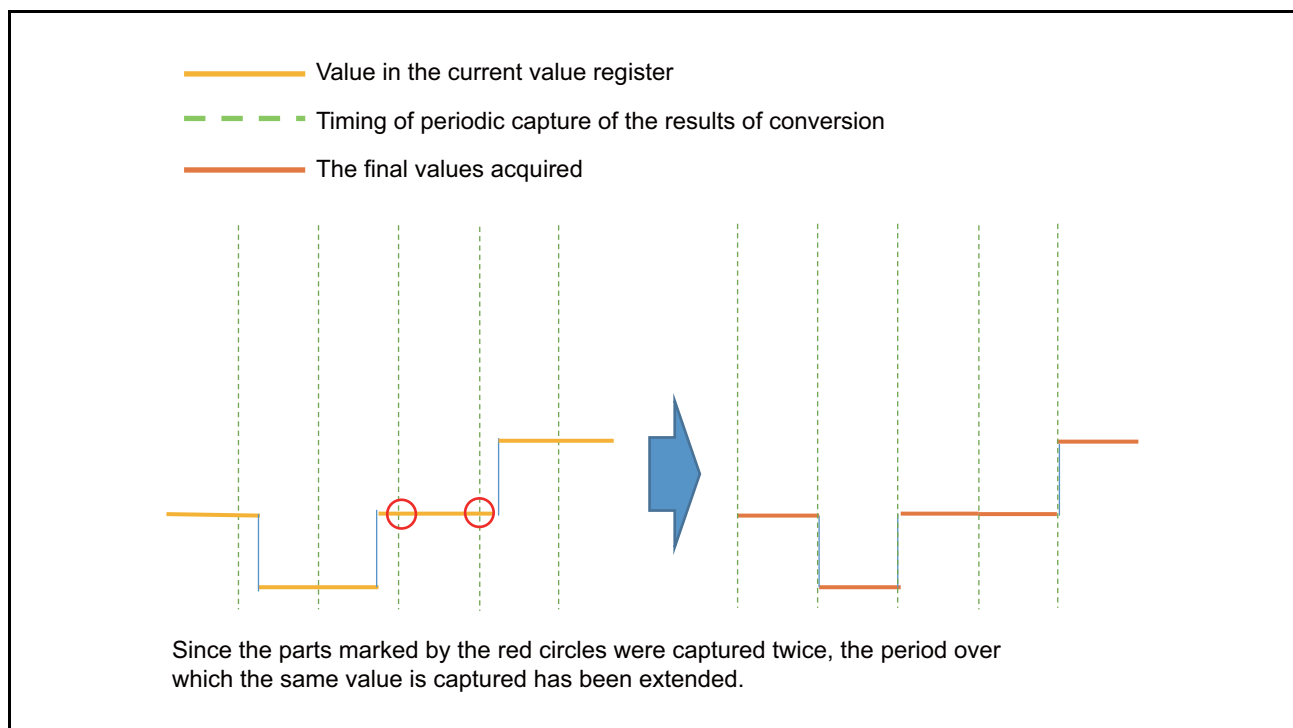 Value in the current value register
Timing of periodic capture of the results of conversion
The final values acquired
Since the parts marked by the red circles were captured twice, the period over
which the same value is captured has been extended.